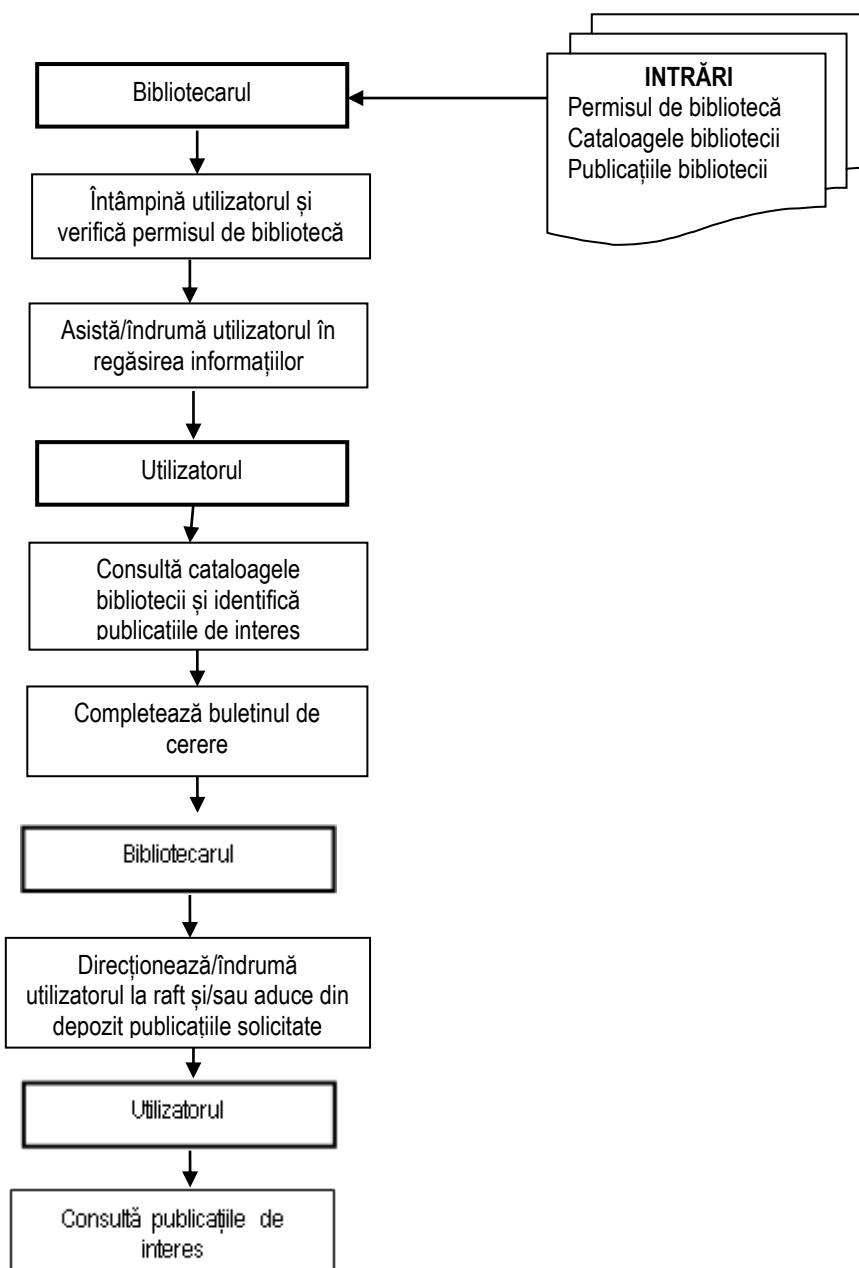 INTRĂRI
Permisul de bibliotecă
Cataloagele bibliotecii
Publicațiile bibliotecii
Bibliotecarul
Întâmpină utilizatorul și
verifică permisul de bibliotecă
Asistă/îndrumă utilizatorul în
regăsirea informațiilor
Utilizatorul
Consultă cataloagele
bibliotecii și identifică
publicațiile de interes
Completează buletinul de
cerere
Bibliotecarul
Direcționează/îndrumă
utilizatorul la raft și/sau aduce din
depozit publicațiile solicitate
Utilizatorul
Consultă publicațiile de
interes